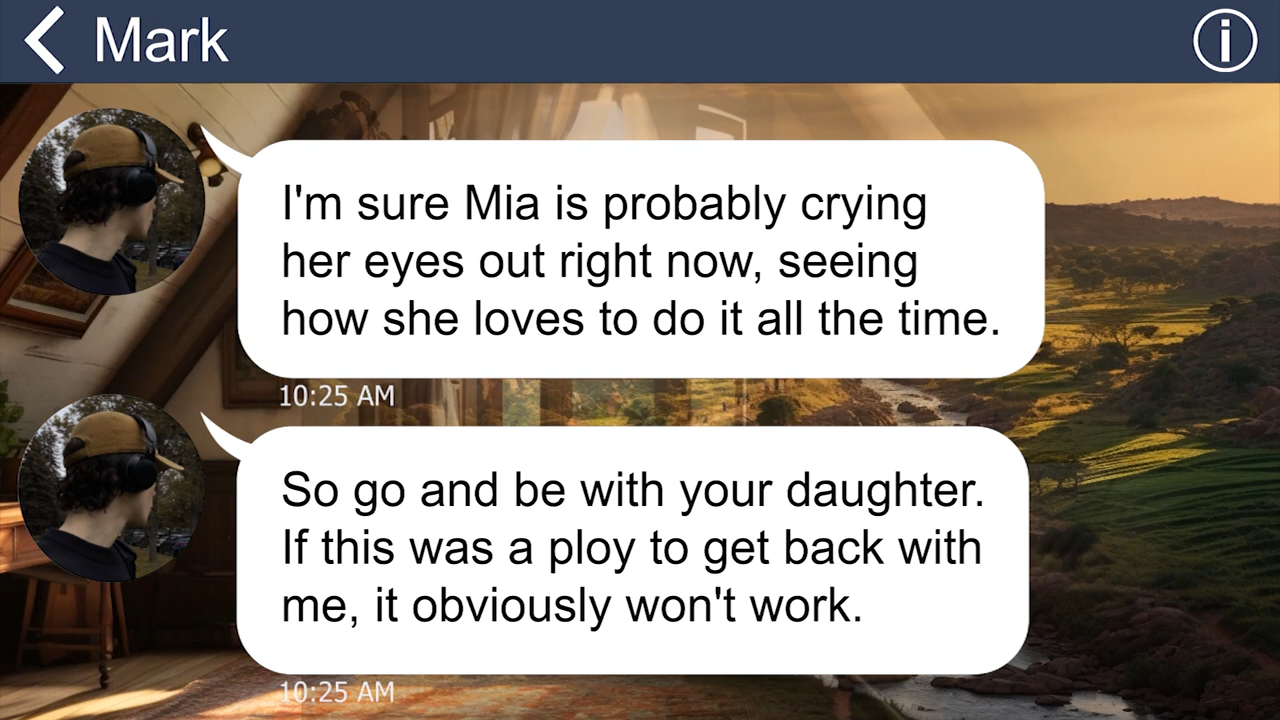 Mark
I'm sure Mia is probably crying
her eyes out right now, seeing
how she loves to do it all the time.
10:25 AM
So go and be with your daughter.
If this was a ploy to get back with
me, it obviously won't work.
10:25 AM